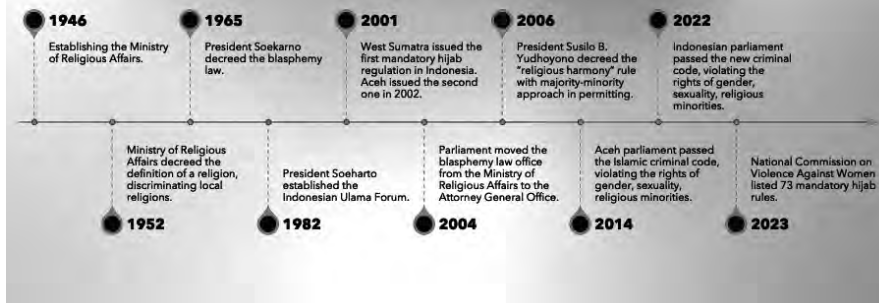 1946
Establishing the Ministry
of Religious Affairs.
1965
President Soekarno
decreed the blasphemy
law.
2001
West Sumatra issued the
first mandatory hijab
regulation in Indonesia.
Aceh issued the second
one in 2002.
2006
President Susilo B.
Yudhoyono decreed the
"religious harmony" rule
with majority-minority
approach in permitting.
2022
Indonesian parliament
passed the new criminal
code, violating the
rights of gender,
sexuality, religious
minorities.
Ministry of Religious
Affairs decreed the
definition of a religion,
discriminating local
religions.
1952
President Soeharto
established the
Indonesian Ulama Forum.
1982
Parliament moved the
blasphemy law office
from the Ministry of
Religious Affairs to the
Attorney General Office.
2004
Aceh parliament passed
the Islamic criminal code,
violating the rights of
gender, sexuality,
religious minorities.
2014
National Commission on
Violence Against Women
listed 73 mandatory hijab
rules.
2023